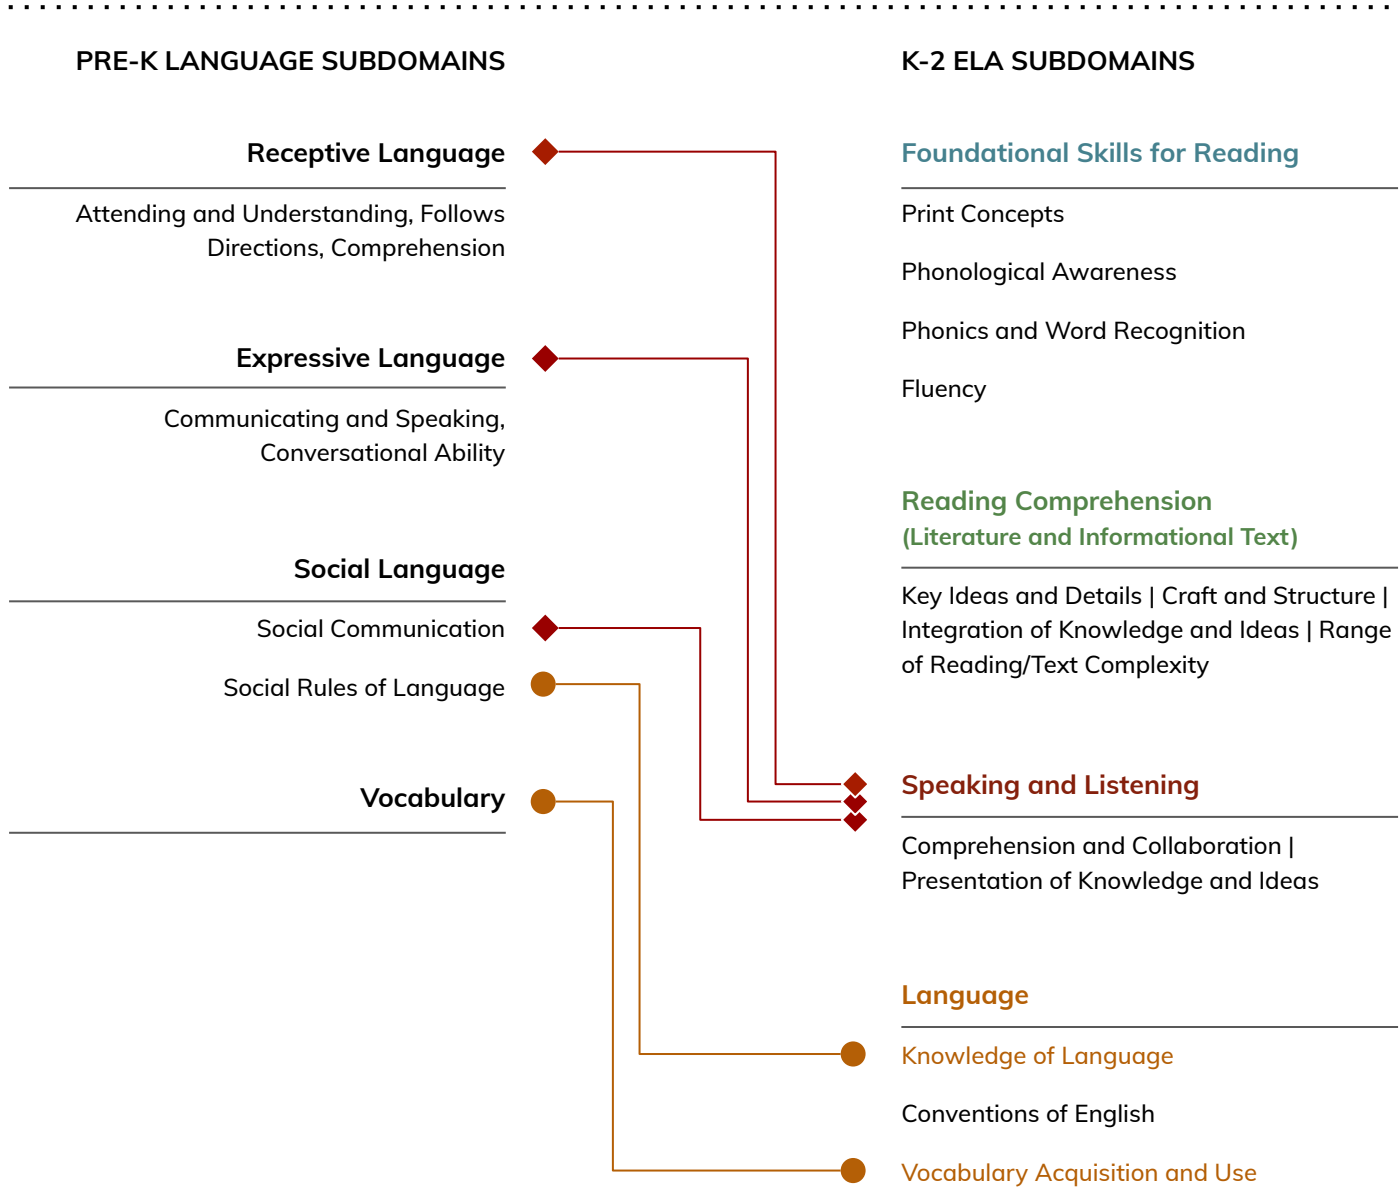 PRE-K LANGUAGE SUBDOMAINS
Receptive Language
Attending and Understanding, Follows
Directions, Comprehension
Expressive Language
Communicating and Speaking,
Conversational Ability
Social Language
Social Communication
Social Rules of Language
Vocabulary
K-2 ELA SUBDOMAINS
Foundational Skills for Reading
Print Concepts
Phonological Awareness
Phonics and Word Recognition
Fluency
Reading Comprehension
(Literature and Informational Text)
Key Ideas and Details | Craft and Structure |
Integration of Knowledge and Ideas | Range
of Reading/Text Complexity
Speaking and Listening
Comprehension and Collaboration |
Presentation of Knowledge and Ideas
Language
Knowledge of Language
Conventions of English
Vocabulary Acquisition and Use